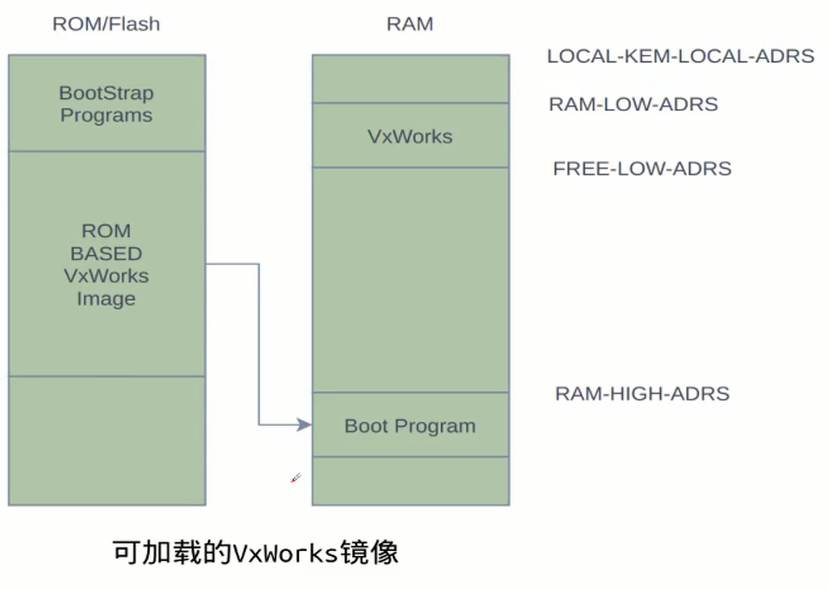 ROM/Flash
RAM
BootStrap
Programs
ROM
BASED
VxWorks
Image
VxWorks
Boot Program
LOCAL-KEM-LOCAL-ADRS
RAM-LOW-ADRS
FREE-LOW-ADRS
RAM-HIGH-ADRS
可加载的VxWorks镜像